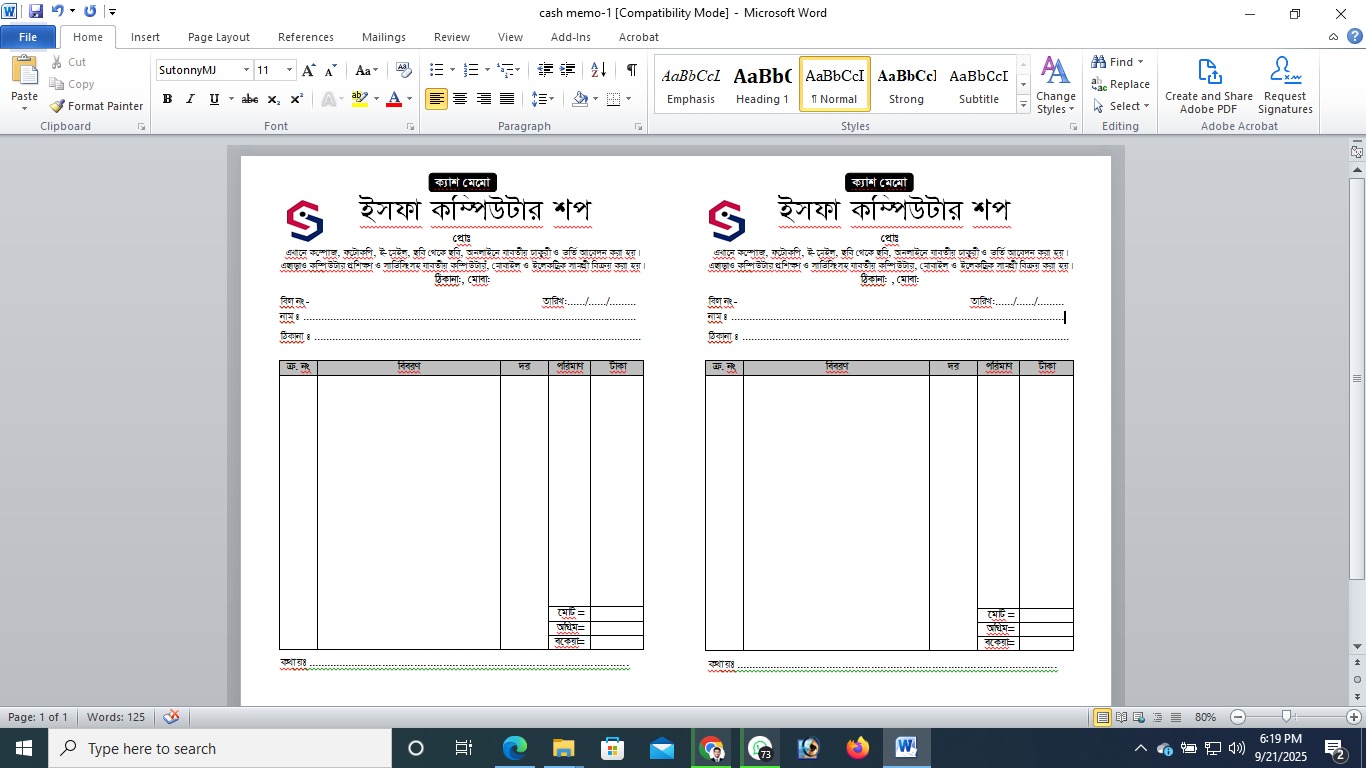 cash memo-1 [Compatibility Mode] - Microsoft Word
File Home Insert Page Layout References Mailings Review View Add-Ins Acrobat
Paste
Cut
Copy
Format Painter
Clipboard
SutonnyMJ 11
Font
Paragraph
AaBbCcL AaBbC AaBbCcI AaBbCcI AaBbCcI
Emphasis Heading 1 ¶ Normal Strong Subtitle
Styles
Change Styles
Find
Replace
Select
Editing
Create and Share Adobe PDF
Request Signatures
Adobe Acrobat
ক্যাশ মেমো
ইসফা কম্পিউটার শপ
প্রোঃ
এখানে কম্পোজ, ফটোকপি, ই-মেইল, ছবি থেকে ছবি, অনলাইনে যাবতীয় চাকুরী ও ভর্তি আবেদন করা হয়।
এছাড়াও কম্পিউটার প্রশিক্ষণ ও সার্ভিসিংসহ যাবতীয় কম্পিউটার, মোবাইল ও ইলেকট্রিক সামগ্রী বিক্রয় করা হয়।
ঠিকানা: , মোবা:
বিল নং- তারিখ:....../....../.........
নাম ঃ ........................................
ঠিকানা ঃ ........................................
ক্র. নং বিবরণ দর পরিমাণ টাকা
মোট =
অগ্রিম=
বকেয়া=
কথায়ঃ ........................................
ক্যাশ মেমো
ইসফা কম্পিউটার শপ
প্রোঃ
এখানে কম্পোজ, ফটোকপি, ই-মেইল, ছবি থেকে ছবি, অনলাইনে যাবতীয় চাকুরী ও ভর্তি আবেদন করা হয়।
এছাড়াও কম্পিউটার প্রশিক্ষণ ও সার্ভিসিংসহ যাবতীয় কম্পিউটার, মোবাইল ও ইলেকট্রিক সামগ্রী বিক্রয় করা হয়।
ঠিকানা: , মোবা:
বিল নং- তারিখ:....../....../.........
নাম ঃ ........................................
ঠিকানা ঃ ........................................
ক্র. নং বিবরণ দর পরিমাণ টাকা
মোট =
অগ্রিম=
বকেয়া=
কথায়ঃ ........................................
Page: 1 of 1 Words: 125 80%
Type here to search
73
6:19 PM
9/21/2025
2